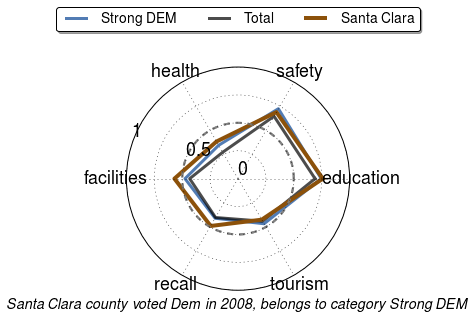 Strong DEM Total Santa Clara
health safety
1
0.5
0
facilities education
recall tourism
Santa Clara county voted Dem in 2008, belongs to category Strong DEM